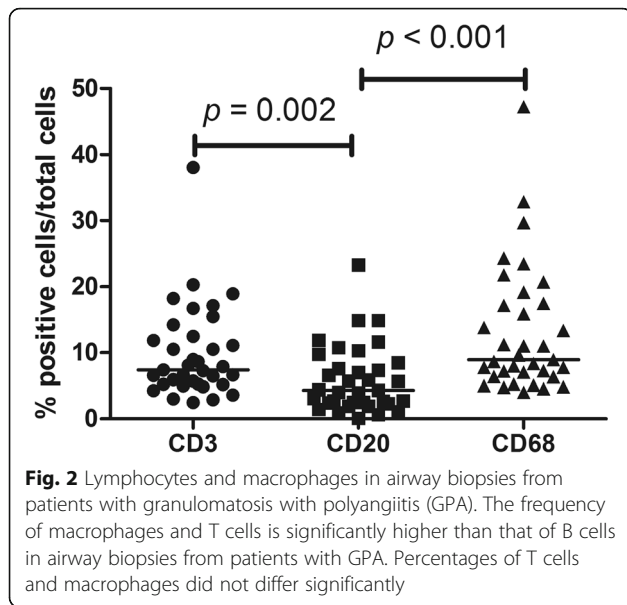 p < 0.001
p = 0.002
% positive cells/total cells
50
40
30
20
10
0
CD3 CD20 CD68
Fig. 2 Lymphocytes and macrophages in airway biopsies from
patients with granulomatosis with polyangiitis (GPA). The frequency
of macrophages and T cells is significantly higher than that of B cells
in airway biopsies from patients with GPA. Percentages of T cells
and macrophages did not differ significantly